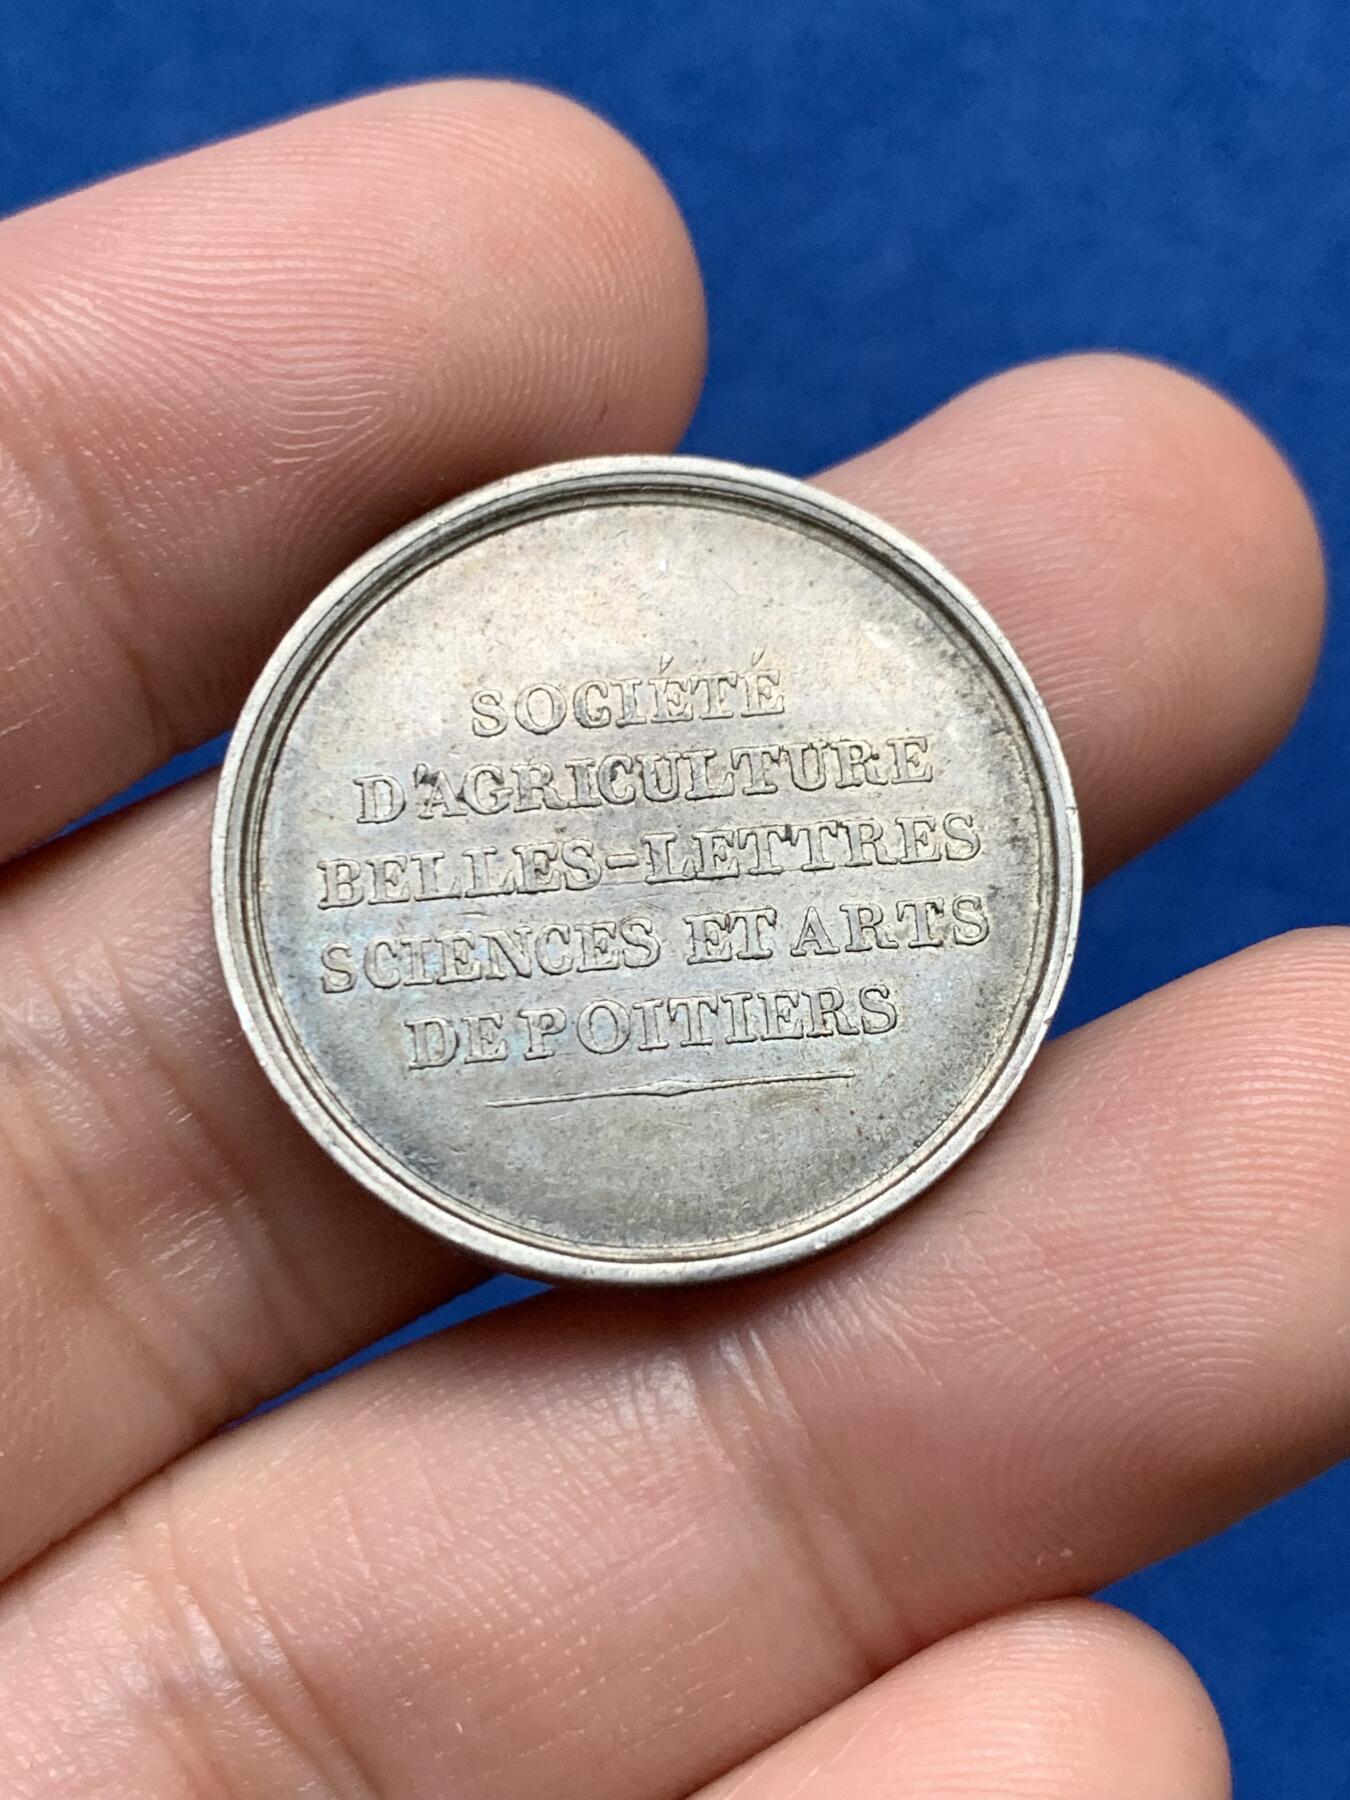 SOCIÉTÉ
D'AGRICULTURE
BELLES-LETTRES
SCIENCES ET ARTS
DE POITIERS